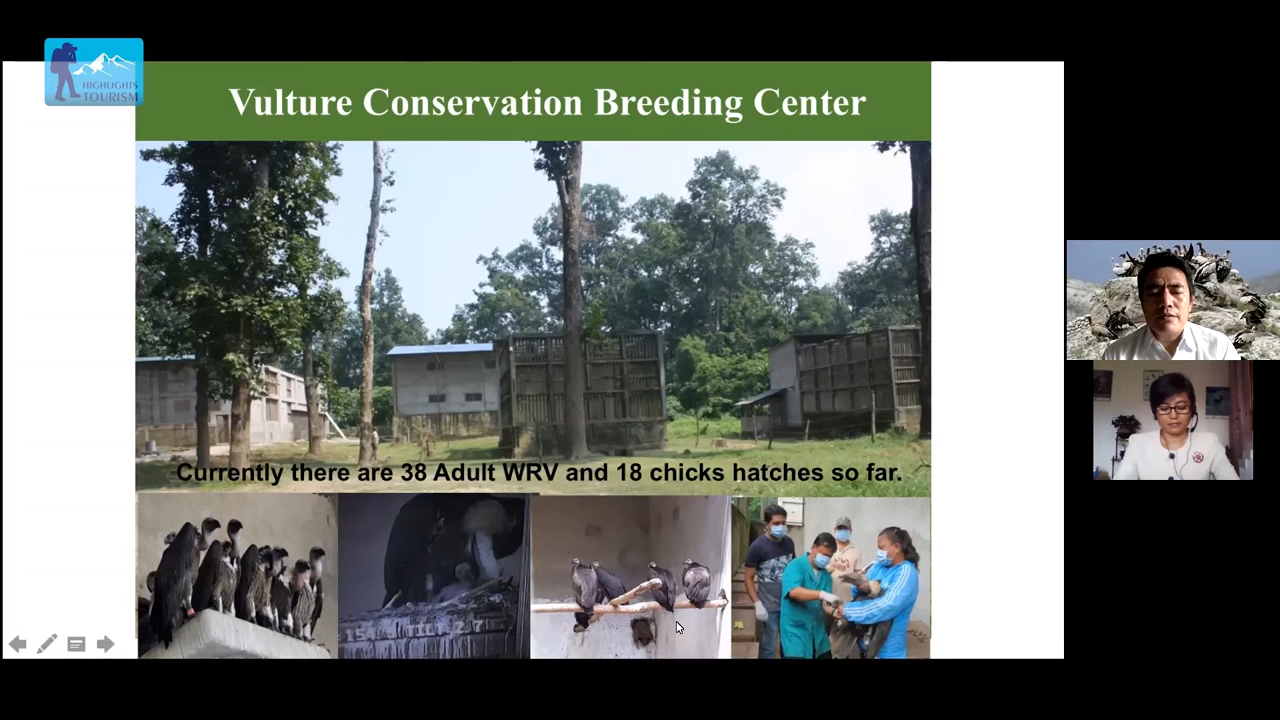 HIGHLIGHTS
TOURISM
Vulture Conservation Breeding Center
Currently there are 38 Adult WRV and 18 chicks hatches so far.